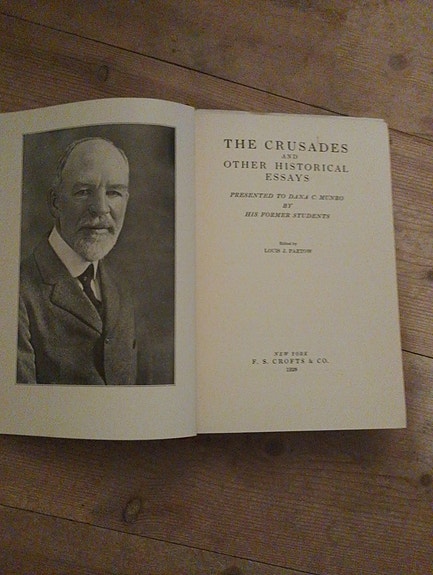 THE CRUSADES
AND
OTHER HISTORICAL
ESSAYS
PRESENTED TO DANA C MUNRO
BY
HIS FORMER STUDENTS
Edited by
LOUIS J. PAETOW
NEW YORK
F. S. CROFTS & CO.
1928